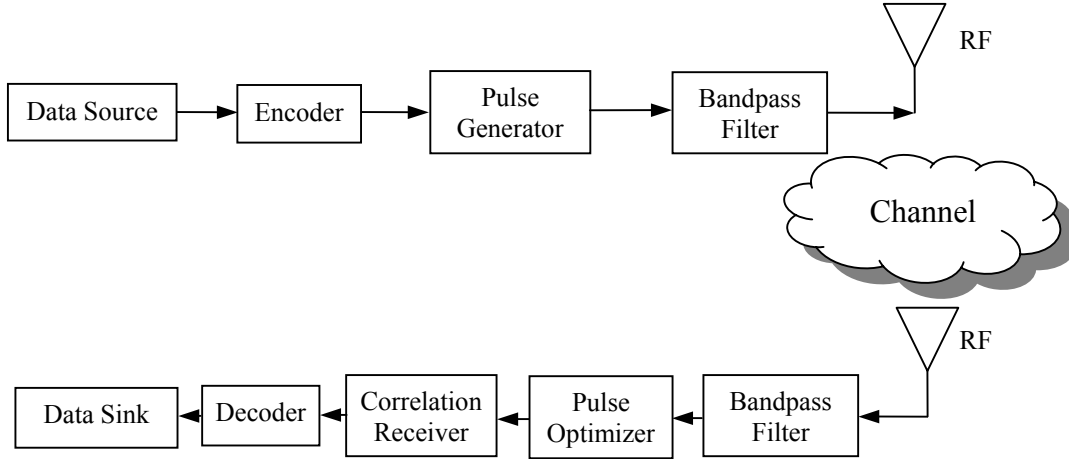 RF
Data Source
Encoder
Pulse
Generator
Bandpass
Filter
Channel
RF
Data Sink
Decoder
Correlation
Receiver
Pulse
Optimizer
Bandpass
Filter